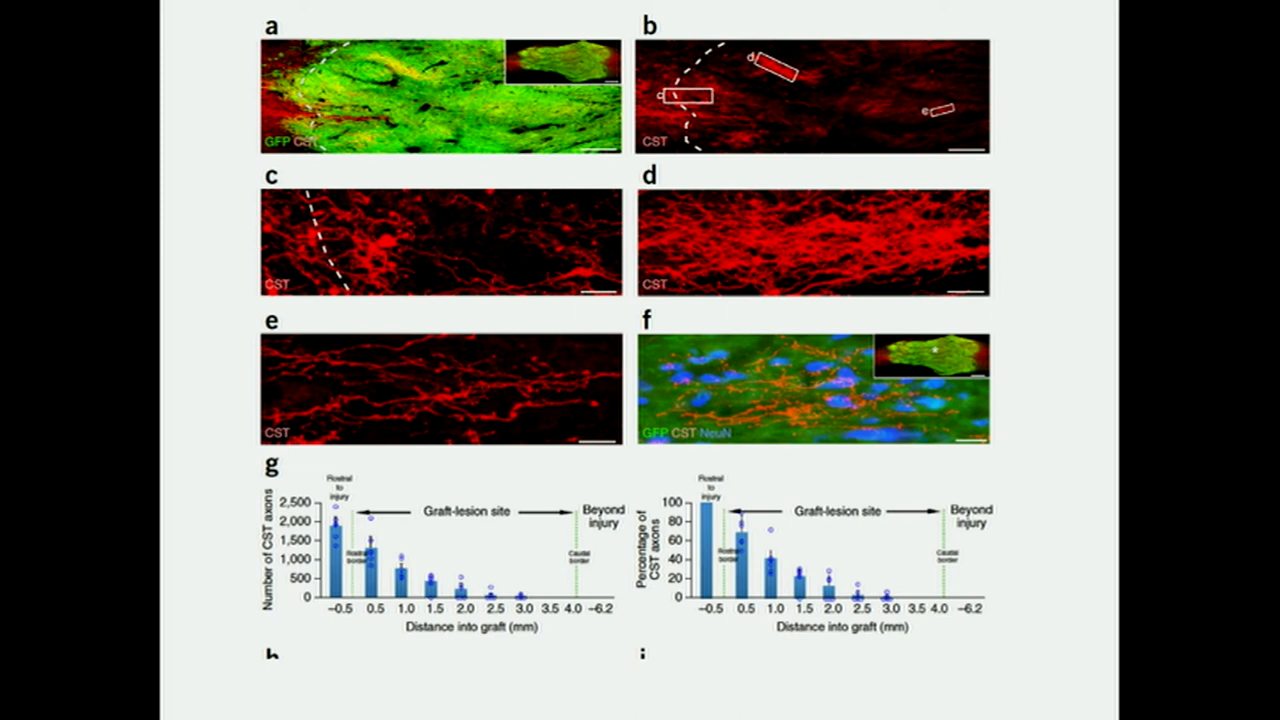 a
GFP CST
b
d
c
e
CST
c
CST
d
CST
e
CST
f
GFP CST NeuN
*
g
Number of CST axons
2,500
2,000
1,500
1,000
500
0
Rostral
to
injury
Graft-lesion site
Beyond
injury
Rostral
border
Caudal
border
−0.5 0.5 1.0 1.5 2.0 2.5 3.0 3.5 4.0 −6.2
Distance into graft (mm)
Percentage of
CST axons
100
80
60
40
20
0
Rostral
to
injury
Graft-lesion site
Beyond
injury
Rostral
border
Caudal
border
−0.5 0.5 1.0 1.5 2.0 2.5 3.0 3.5 4.0 −6.2
Distance into graft (mm)
h
i